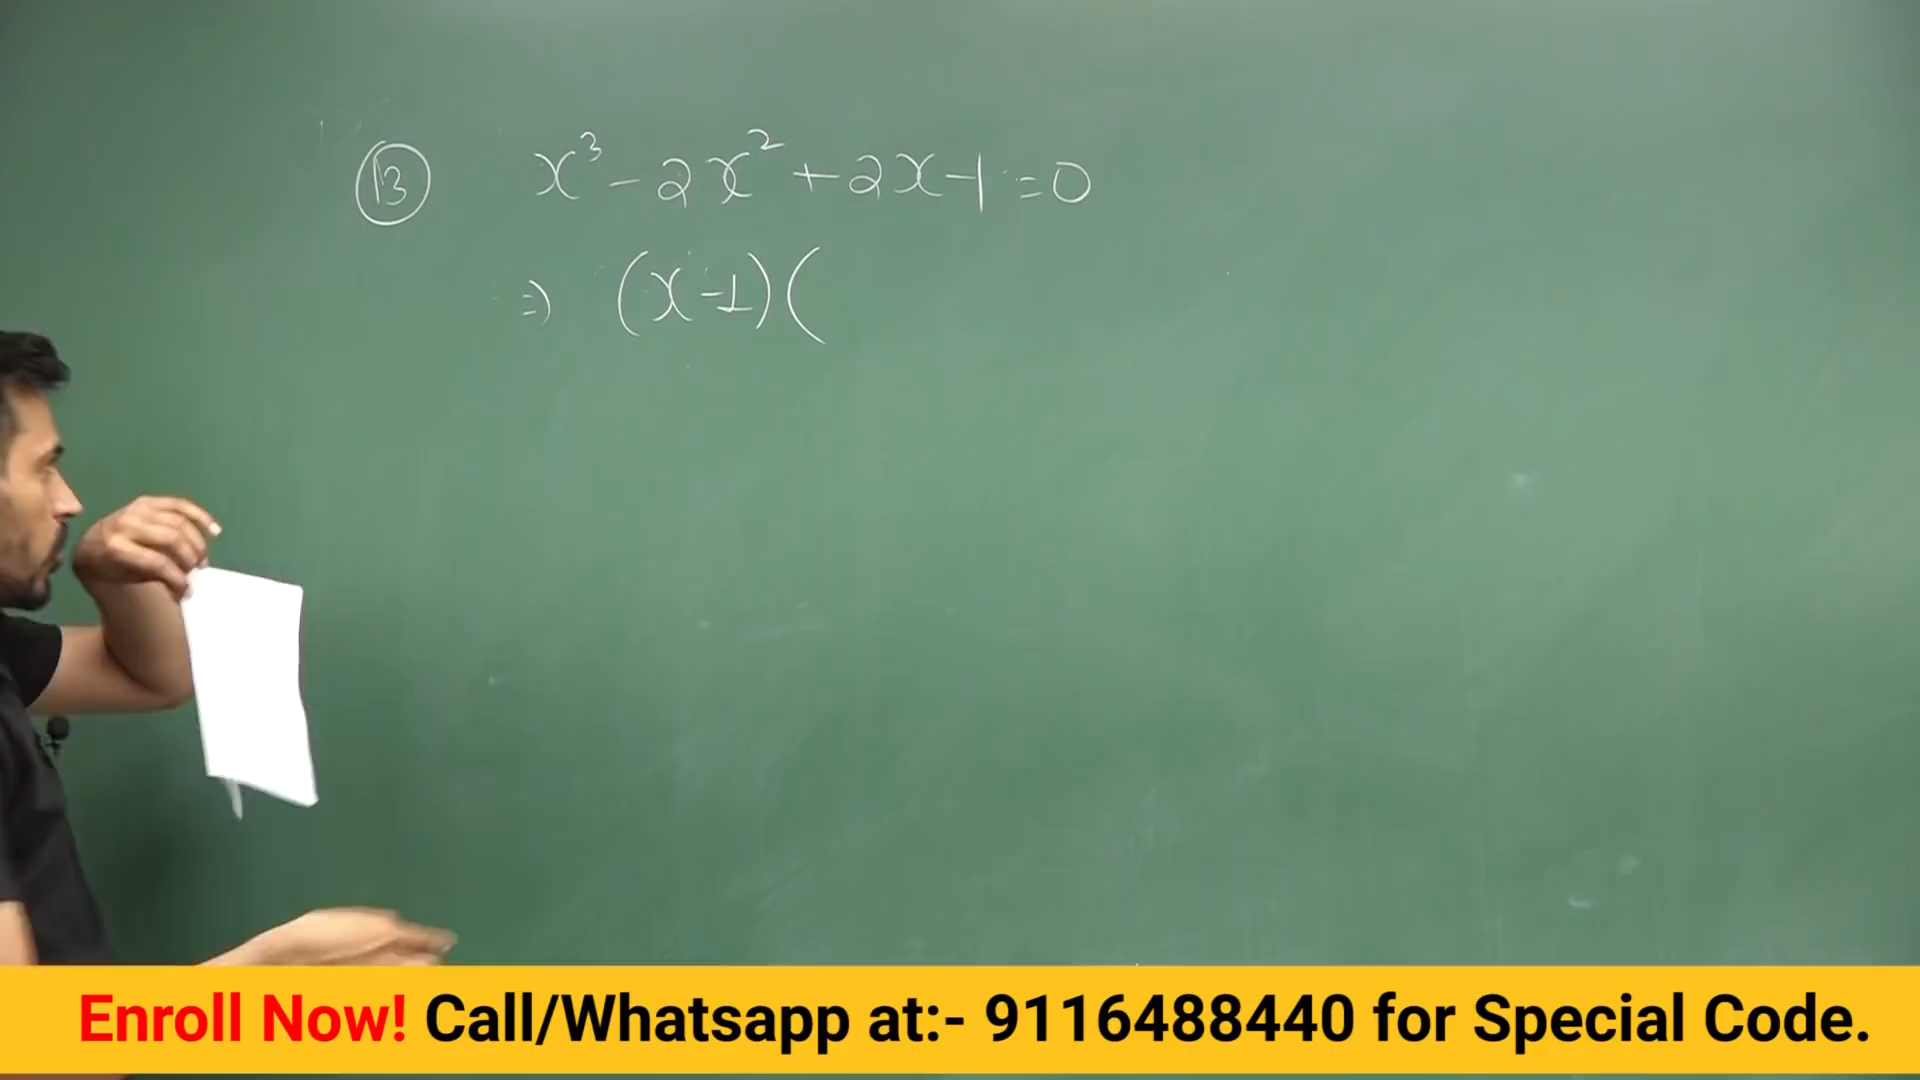 13 x³ - 2x² + 2x - 1 = 0
⇒ (x - 1) (
Enroll Now! Call/Whatsapp at:- 9116488440 for Special Code.